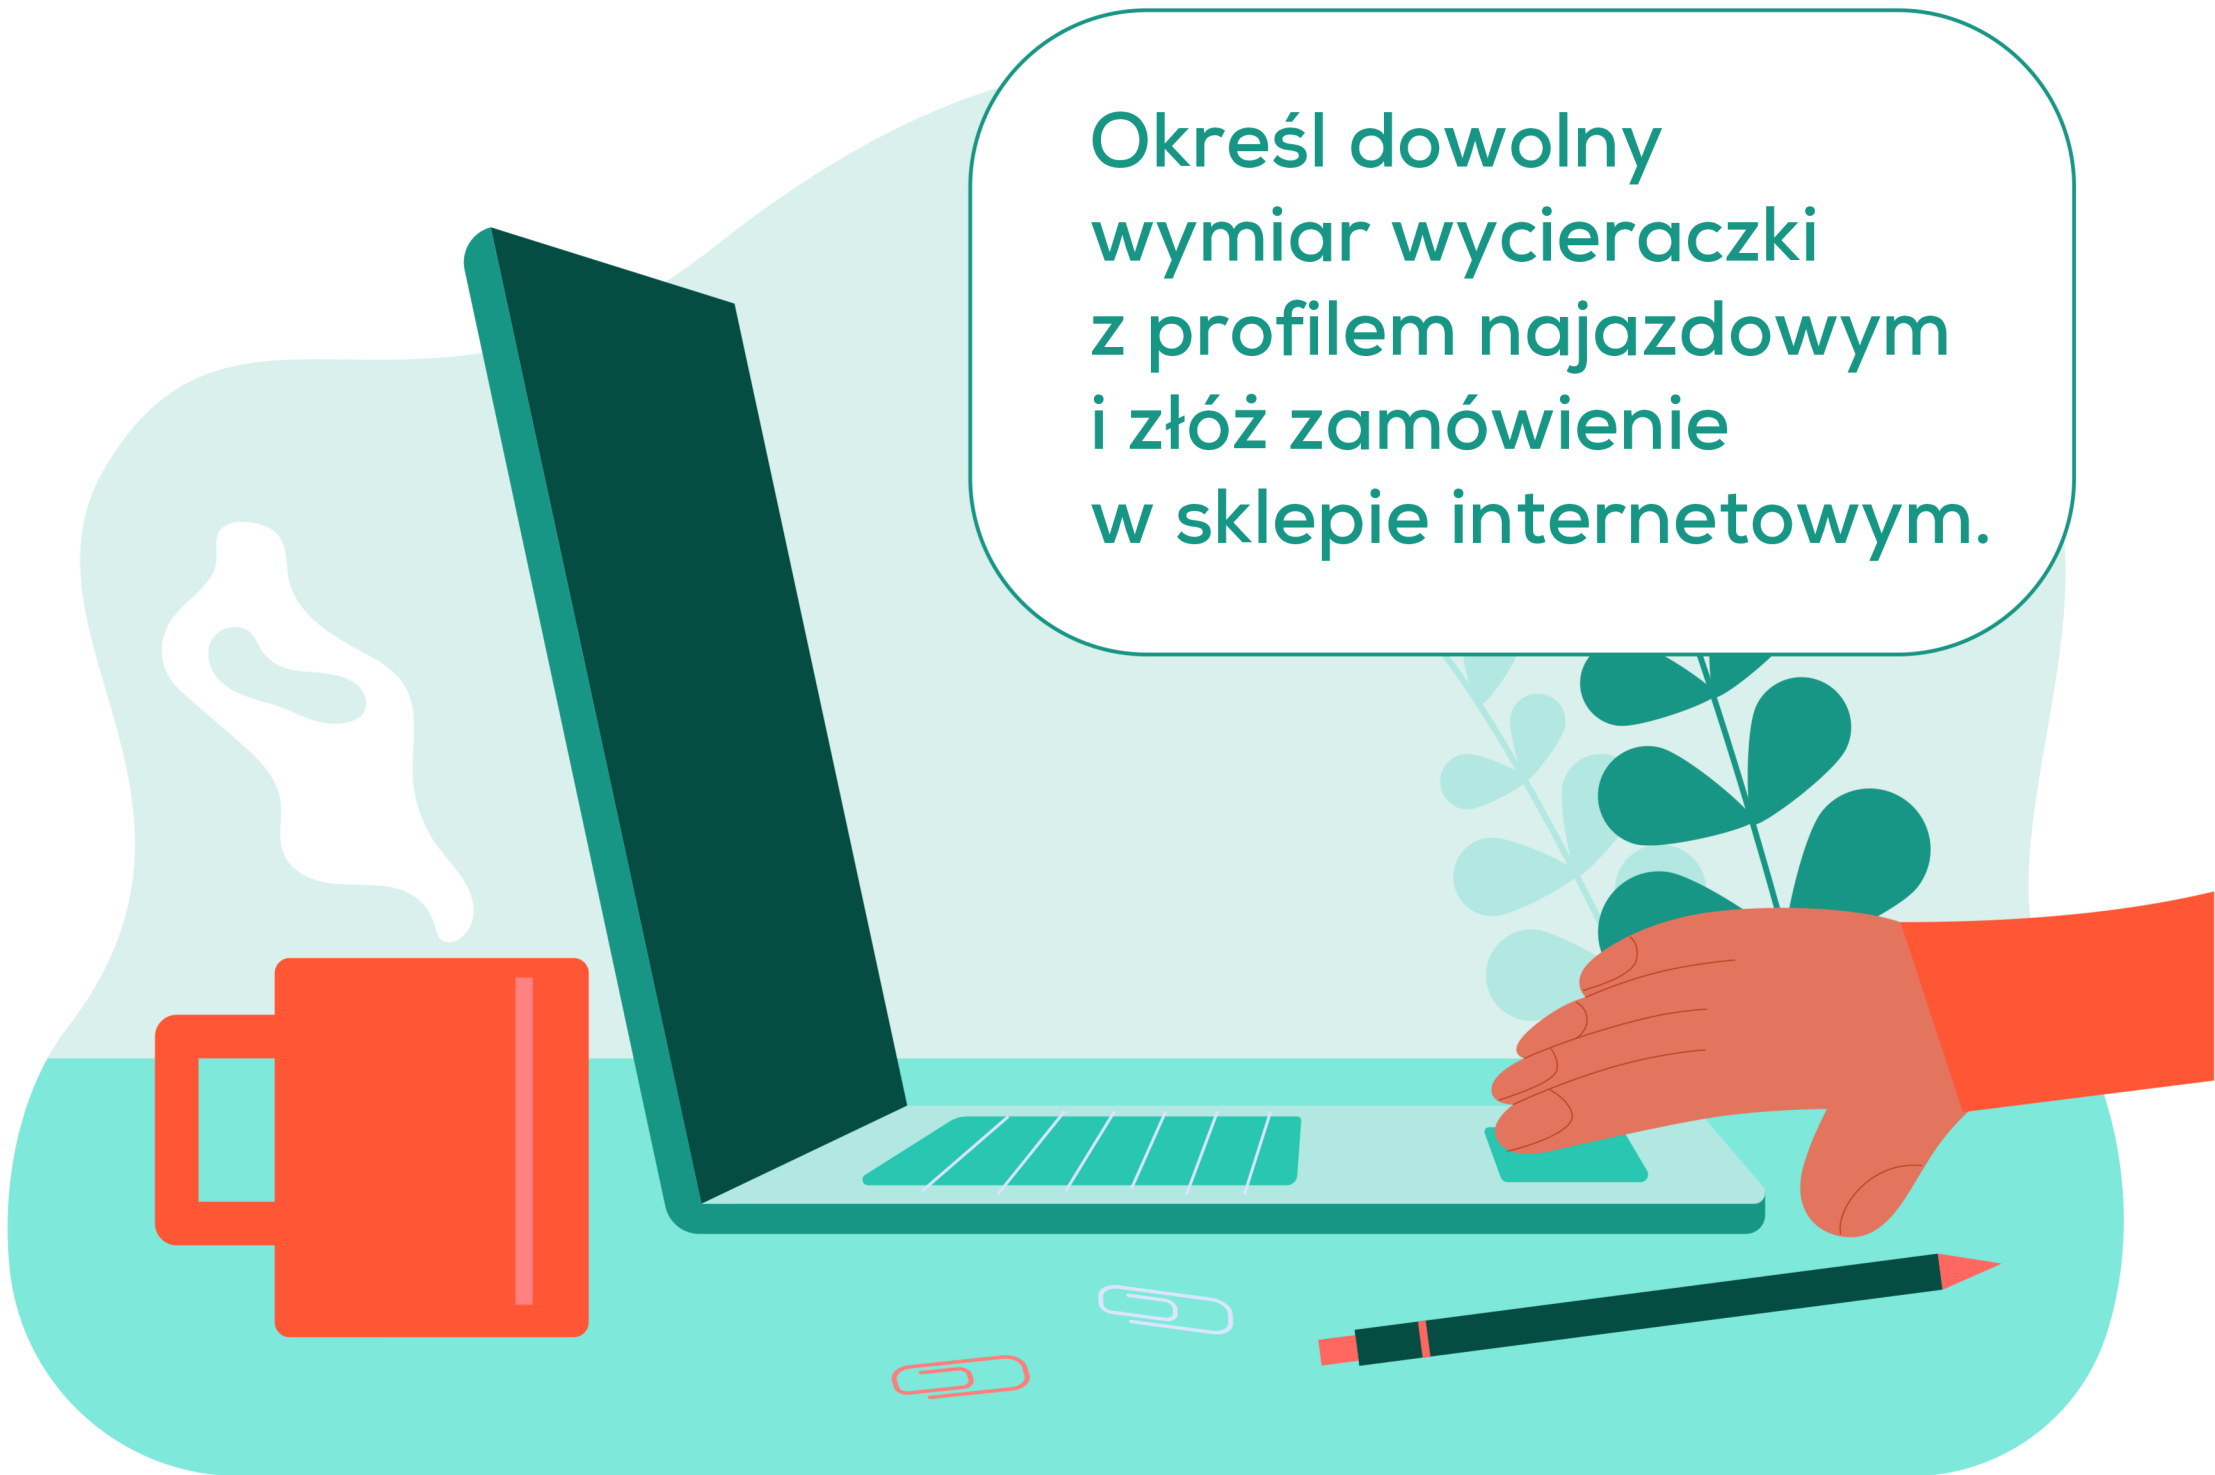 Określ dowolny
wymiar wycieraczki
z profilem najazdowym
i złóż zamówienie
w sklepie internetowym.